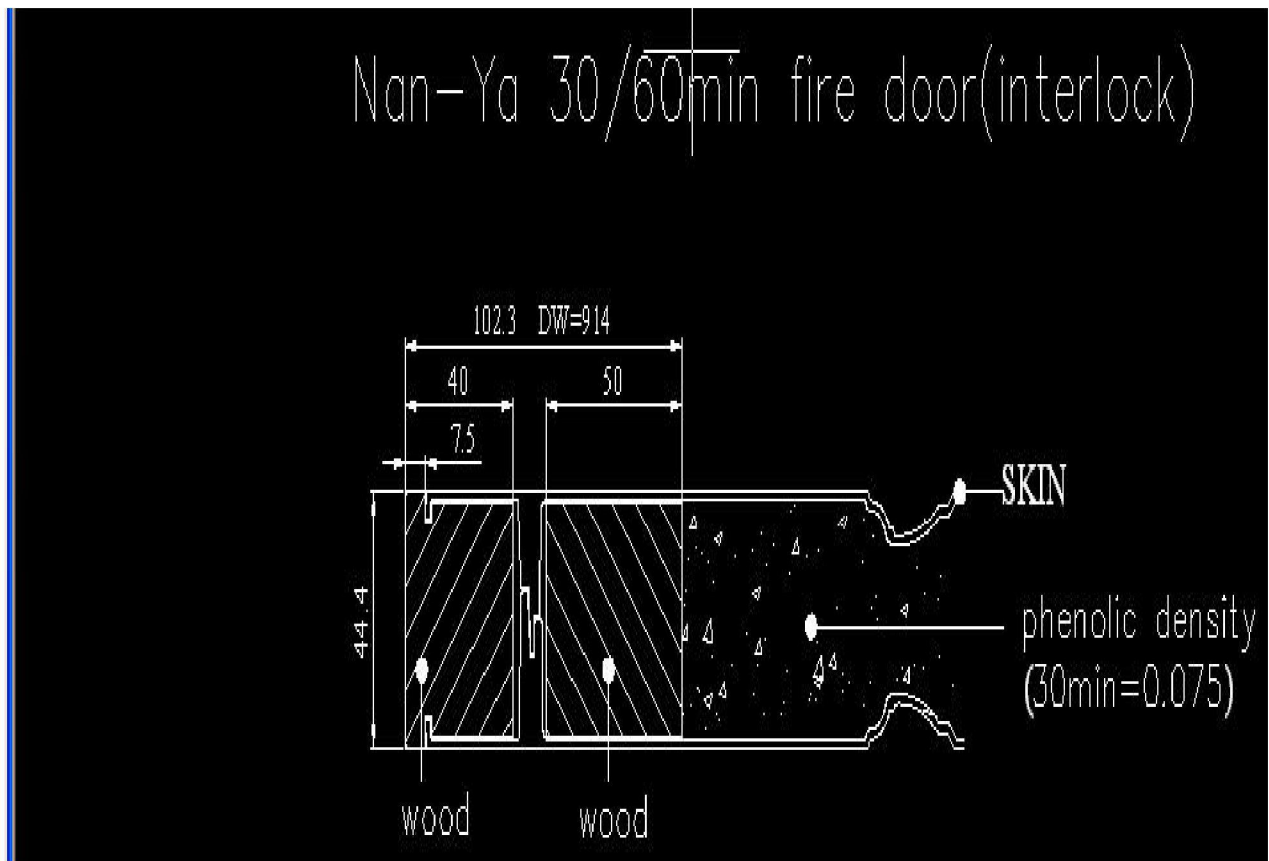 Nan-Ya 30/60min fire door(interlock)
102.3 DW=914
40 50
7.5
SKIN
44.4
phenolic density
(30min=0.075)
wood wood